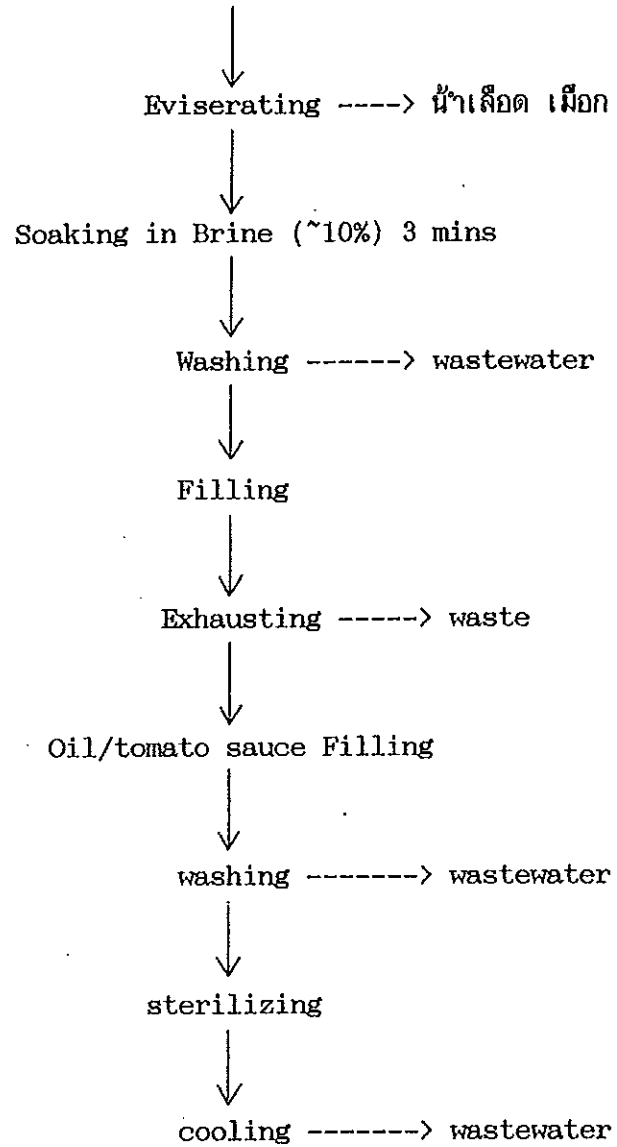 Eviserating ----> น้ำเลือด เมือก
Soaking in Brine (~10%) 3 mins
Washing ------> wastewater
Filling
Exhausting -----> waste
Oil/tomato sauce Filling
washing -------> wastewater
sterilizing
cooling -------> wastewater